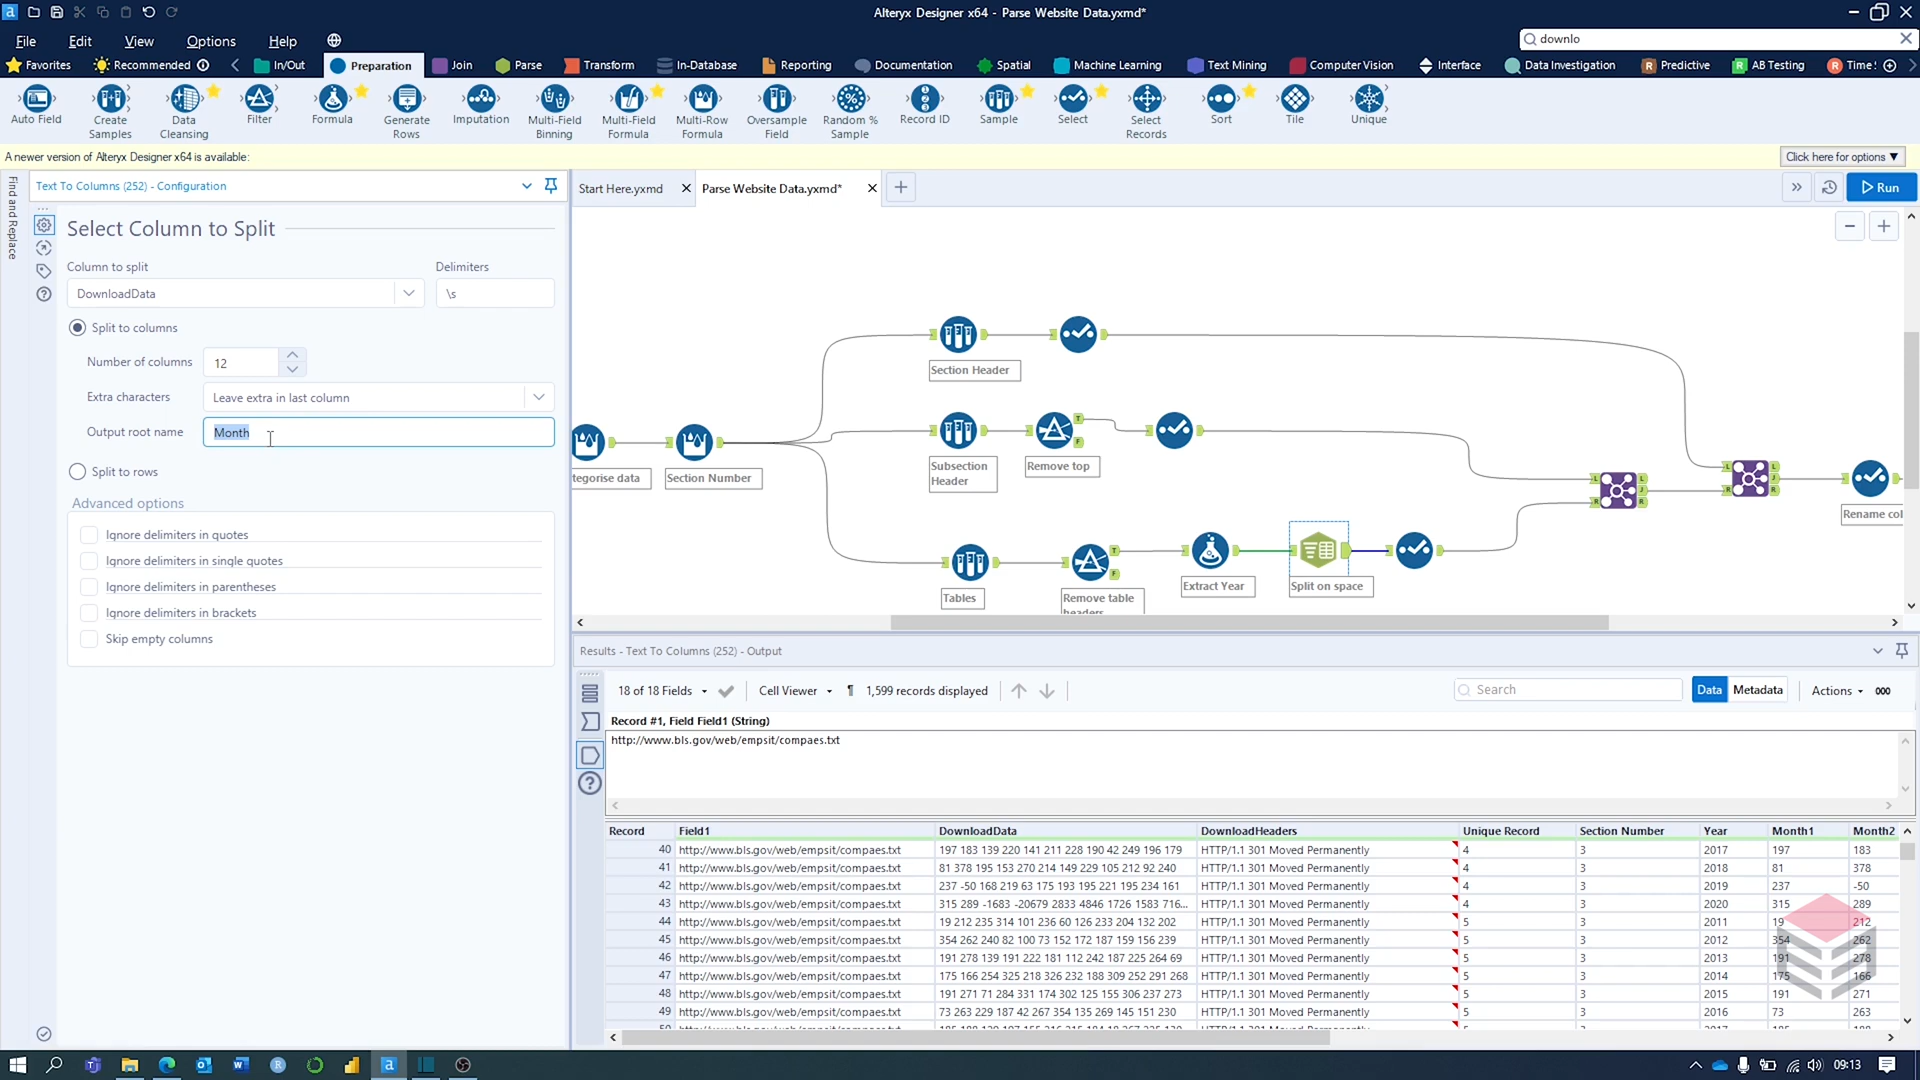 Alteryx Designer x64 - Parse Website Data.yxmd*
File Edit View Options Help
downlo
Favorites Recommended In/Out Preparation Join Parse Transform In-Database Reporting Documentation Spatial Machine Learning Text Mining Computer Vision Interface Data Investigation Predictive AB Testing Time S
Auto Field
Create Samples
Data Cleansing
Filter
Formula
Generate Rows
Imputation
Multi-Field Binning
Multi-Field Formula
Multi-Row Formula
Oversample Field
Random % Sample
Record ID
Sample
Select
Select Records
Sort
Tile
Unique
A newer version of Alteryx Designer x64 is available:
Click here for options ▼
Find and Replace
Text To Columns (252) - Configuration
Start Here.yxmd
Parse Website Data.yxmd*
Run
Select Column to Split
Column to split
Delimiters
DownloadData
\s
Split to columns
Number of columns
12
Extra characters
Leave extra in last column
Output root name
Month
Split to rows
Advanced options
Ignore delimiters in quotes
Ignore delimiters in single quotes
Ignore delimiters in parentheses
Ignore delimiters in brackets
Skip empty columns
Section Header
tegorise data
Section Number
Subsection
Header
Remove top
Rename col
Extract Year
Split on space
Tables
Remove table
headers
Results - Text To Columns (252) - Output
18 of 18 Fields
Cell Viewer
1,599 records displayed
Search
Data
Metadata
Actions
Record #1, Field Field1 (String)
http://www.bls.gov/web/empsit/compaes.txt
Record Field1 DownloadData DownloadHeaders Unique Record Section Number Year Month1 Month2
40 http://www.bls.gov/web/empsit/compaes.txt 197 183 139 220 141 211 228 190 42 249 196 179 HTTP/1.1 301 Moved Permanently 4 3 2017 197 183
41 http://www.bls.gov/web/empsit/compaes.txt 81 378 195 153 270 214 149 229 105 212 92 240 HTTP/1.1 301 Moved Permanently 4 3 2018 81 378
42 http://www.bls.gov/web/empsit/compaes.txt 237 -50 168 219 63 175 193 195 221 195 234 161 HTTP/1.1 301 Moved Permanently 4 3 2019 237 -50
43 http://www.bls.gov/web/empsit/compaes.txt 315 289 -1683 -20679 2833 4846 1726 1583 716... HTTP/1.1 301 Moved Permanently 4 3 2020 315 289
44 http://www.bls.gov/web/empsit/compaes.txt 19 212 235 314 101 236 60 126 233 204 132 202 HTTP/1.1 301 Moved Permanently 5 3 2011 19 212
45 http://www.bls.gov/web/empsit/compaes.txt 354 262 240 82 100 73 152 172 187 159 156 239 HTTP/1.1 301 Moved Permanently 5 3 2012 354 262
46 http://www.bls.gov/web/empsit/compaes.txt 191 278 139 191 222 181 112 242 187 225 264 69 HTTP/1.1 301 Moved Permanently 5 3 2013 191 278
47 http://www.bls.gov/web/empsit/compaes.txt 175 166 254 325 218 326 232 188 309 252 291 268 HTTP/1.1 301 Moved Permanently 5 3 2014 175 166
48 http://www.bls.gov/web/empsit/compaes.txt 191 271 71 284 331 174 302 125 155 306 237 273 HTTP/1.1 301 Moved Permanently 5 3 2015 191 271
49 http://www.bls.gov/web/empsit/compaes.txt 73 263 229 187 42 267 354 135 269 145 151 230 HTTP/1.1 301 Moved Permanently 5 3 2016 73 263
09:13